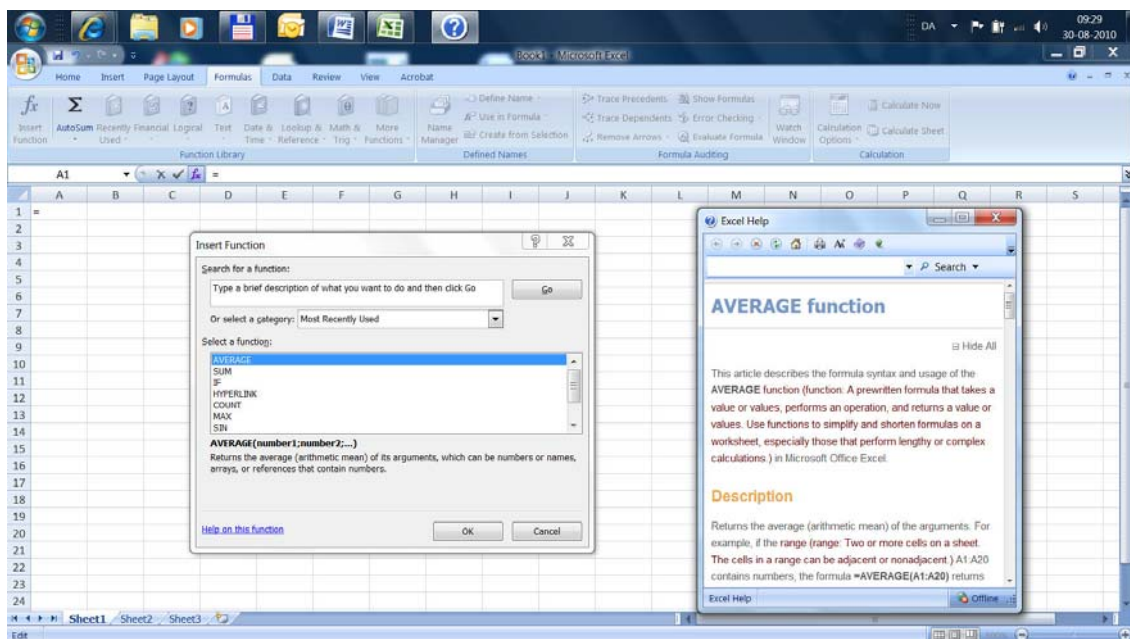 DA
09:29
30-08-2010
Book1 - Microsoft Excel
Home Insert Page Layout Formulas Data Review View Acrobat
fx Insert Function
Σ AutoSum
Recently Used
Financial
Logical
Text
Date & Time
Lookup & Reference
Math & Trig
More Functions
Function Library
Name Manager
Define Name
Use in Formula
Create from Selection
Defined Names
Trace Precedents
Trace Dependents
Remove Arrows
Show Formulas
Error Checking
Evaluate Formula
Watch Window
Formula Auditing
Calculation Options
Calculate Now
Calculate Sheet
Calculation
A1 fx =
A B C D E F G H I J K L M N O P Q R S
1 =
2
3
4
5
6
7
8
9
10
11
12
13
14
15
16
17
18
19
20
21
22
23
24
Insert Function
Search for a function:
Type a brief description of what you want to do and then click Go
Go
Or select a category: Most Recently Used
Select a function:
AVERAGE
SUM
IF
HYPERLINK
COUNT
MAX
SIN
AVERAGE(number1;number2;...)
Returns the average (arithmetic mean) of its arguments, which can be numbers or names,
arrays, or references that contain numbers.
Help on this function
OK Cancel
Excel Help
Search
AVERAGE function
Hide All
This article describes the formula syntax and usage of the
AVERAGE function (function: A prewritten formula that takes a
value or values, performs an operation, and returns a value or
values. Use functions to simplify and shorten formulas on a
worksheet, especially those that perform lengthy or complex
calculations.) in Microsoft Office Excel.
Description
Returns the average (arithmetic mean) of the arguments. For
example, if the range (range: Two or more cells on a sheet.
The cells in a range can be adjacent or nonadjacent.) A1:A20
contains numbers, the formula =AVERAGE(A1:A20) returns
Excel Help
Offline
Sheet1 Sheet2 Sheet3
Edit